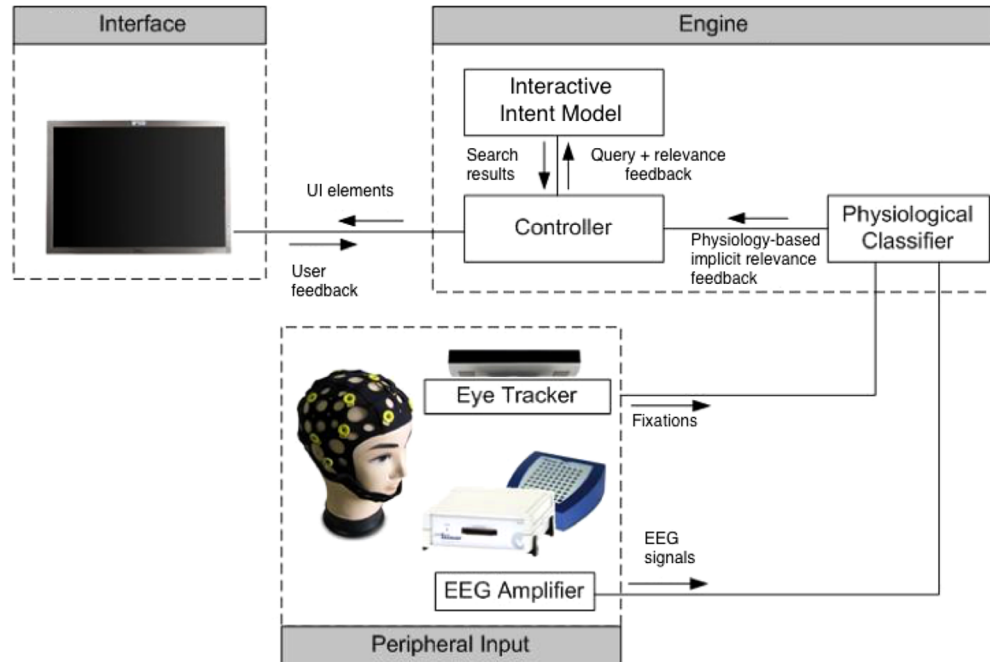 Interface
Engine
Interactive
Intent Model
Search
results
Query + relevance
feedback
UI elements
Controller
Physiological
Classifier
User
feedback
Physiology-based
implicit relevance
feedback
Eye Tracker
Fixations
EEG
signals
EEG Amplifier
Peripheral Input